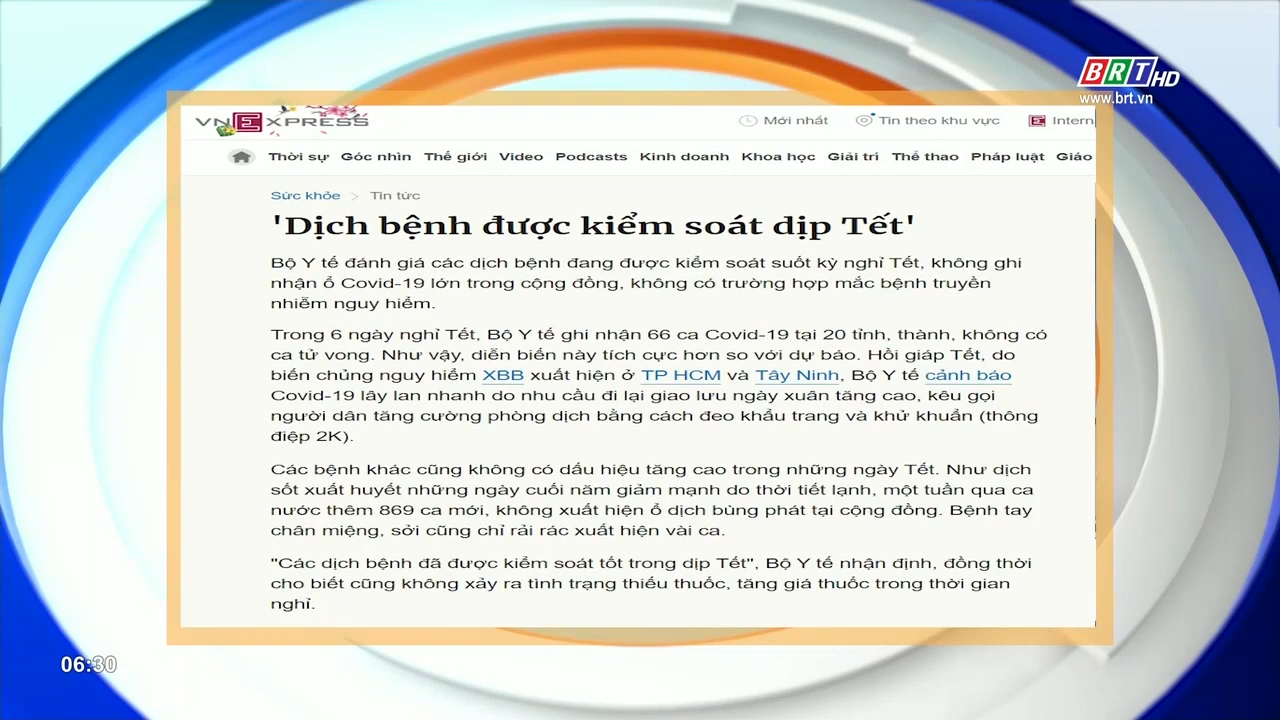 BRT HD
www.brt.vn
VNEXPRESS
Mới nhất Tin theo khu vực Intern
Thời sự Góc nhìn Thế giới Video Podcasts Kinh doanh Khoa học Giải trí Thể thao Pháp luật Giáo
Sức khỏe > Tin tức
'Dịch bệnh được kiểm soát dịp Tết'
Bộ Y tế đánh giá các dịch bệnh đang được kiểm soát suốt kỳ nghỉ Tết, không ghi
nhận ổ Covid-19 lớn trong cộng đồng, không có trường hợp mắc bệnh truyền
nhiễm nguy hiểm.
Trong 6 ngày nghỉ Tết, Bộ Y tế ghi nhận 66 ca Covid-19 tại 20 tỉnh, thành, không có
ca tử vong. Như vậy, diễn biến này tích cực hơn so với dự báo. Hồi giáp Tết, do
biến chủng nguy hiểm XBB xuất hiện ở TP HCM và Tây Ninh, Bộ Y tế cảnh báo
Covid-19 lây lan nhanh do nhu cầu đi lại giao lưu ngày xuân tăng cao, kêu gọi
người dân tăng cường phòng dịch bằng cách đeo khẩu trang và khử khuẩn (thông
điệp 2K).
Các bệnh khác cũng không có dấu hiệu tăng cao trong những ngày Tết. Như dịch
sốt xuất huyết những ngày cuối năm giảm mạnh do thời tiết lạnh, một tuần qua cả
nước thêm 869 ca mới, không xuất hiện ổ dịch bùng phát tại cộng đồng. Bệnh tay
chân miệng, sởi cũng chỉ rải rác xuất hiện vài ca.
"Các dịch bệnh đã được kiểm soát tốt trong dịp Tết", Bộ Y tế nhận định, đồng thời
cho biết cũng không xảy ra tình trạng thiếu thuốc, tăng giá thuốc trong thời gian
nghỉ.
06:30